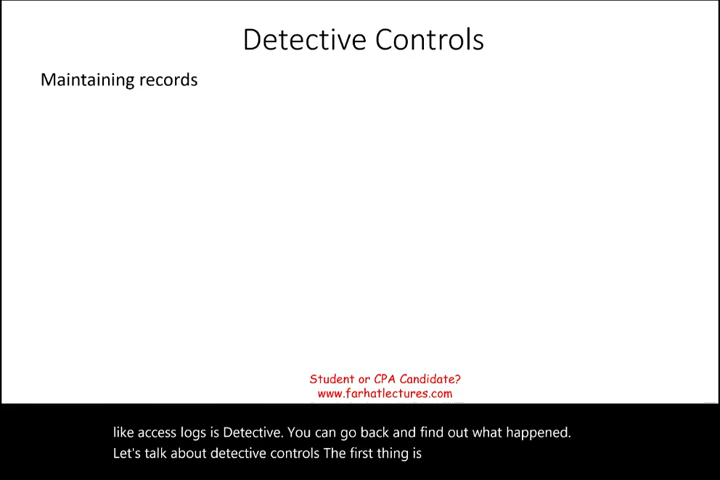 Detective Controls
Maintaining records
Student or CPA Candidate?
www.farhatlectures.com
like access logs is Detective. You can go back and find out what happened.
Let's talk about detective controls The first thing is